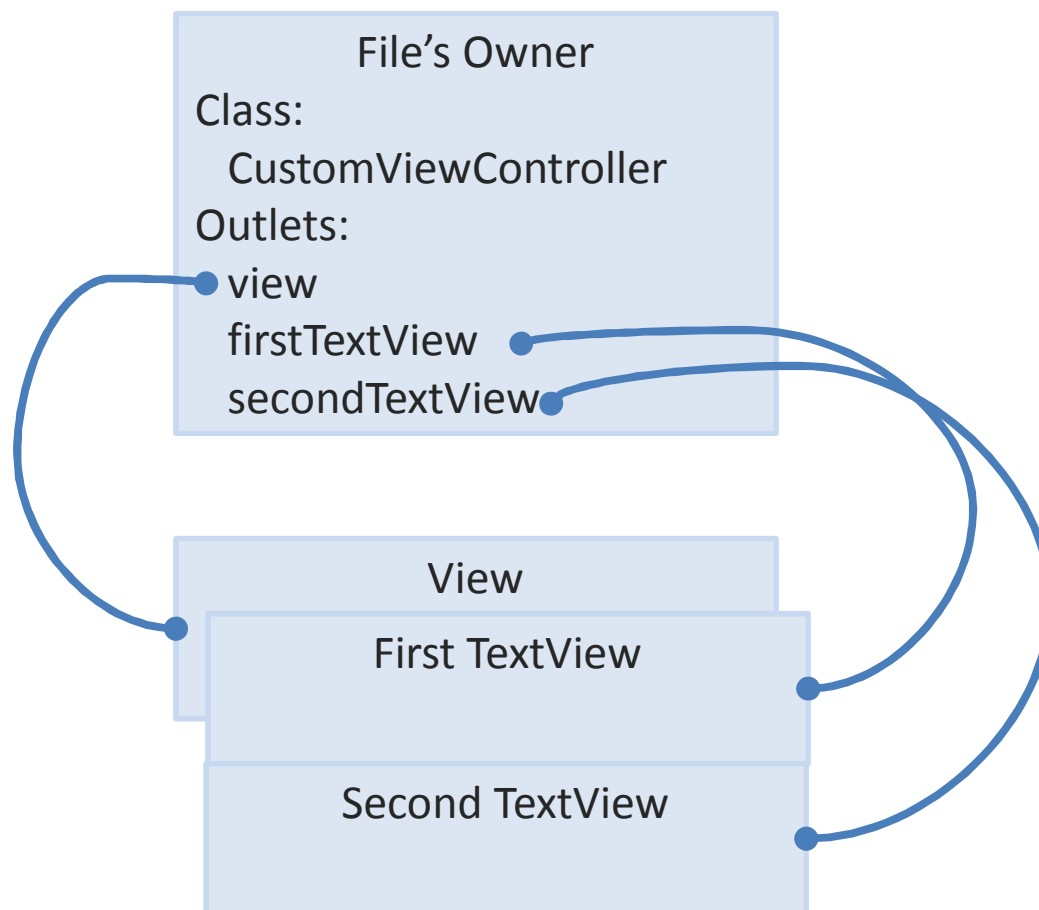 File’s Owner
Class:
CustomViewController
Outlets:
view
firstTextView
secondTextView
View
First TextView
Second TextView